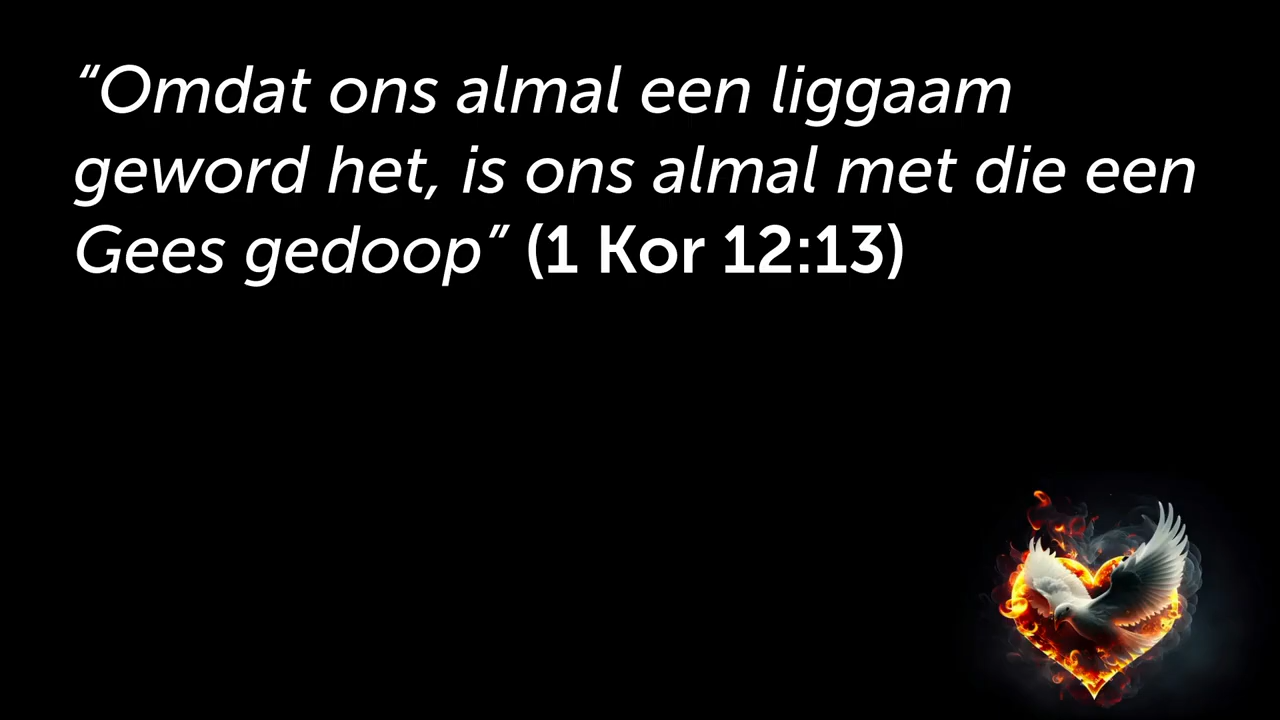 “Omdat ons almal een liggaam
geword het, is ons almal met die een
Gees gedoop” (1 Kor 12:13)